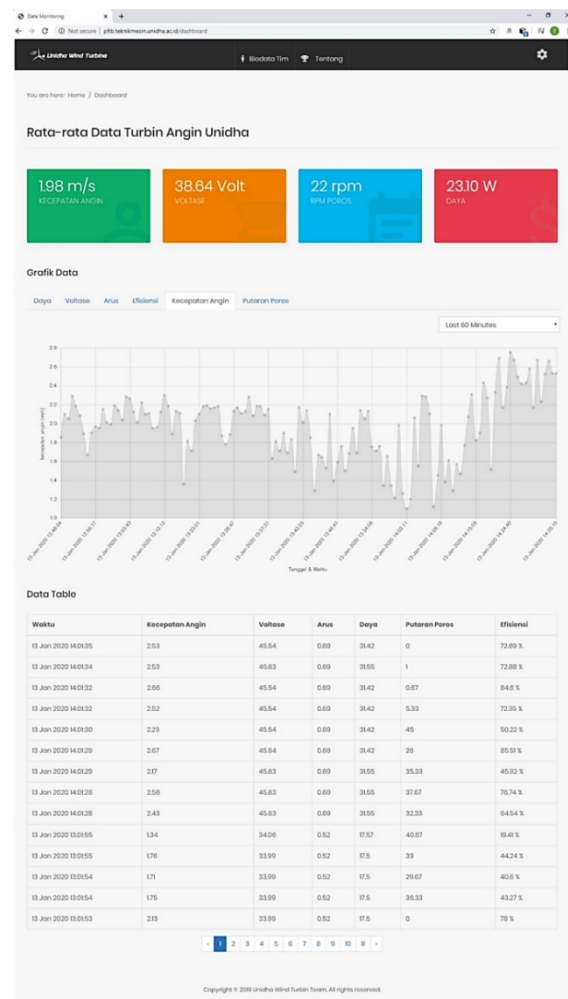 Data Monitoring
Not secure | pltb.teknikmesin.unidha.ac.id/dashboard
Unidha Wind Turbine
Biodata Tim Tentang
You are here: Home / Dashboard
Rata-rata Data Turbin Angin Unidha
1.98 m/s
KECEPATAN ANGIN
38.64 Volt
VOLTASE
22 rpm
RPM POROS
23.10 W
DAYA
Grafik Data
Daya Voltase Arus Efisiensi Kecepatan Angin Putaran Poros
Last 60 Minutes
2.8
2.6
2.4
2.2
2.0
1.8
1.6
1.4
1.2
1.0
Tanggal & Waktu
Data Table
Waktu Kecepatan Angin Voltase Arus Daya Putaran Poros Efisiensi
13 Jan 2020 14:01:35 2.53 45.54 0.69 31.42 0 72.89 %
13 Jan 2020 14:01:34 2.53 45.63 0.69 31.55 1 72.88 %
13 Jan 2020 14:01:32 2.66 45.54 0.69 31.42 0.67 84.6 %
13 Jan 2020 14:01:32 2.52 45.54 0.69 31.42 5.33 72.35 %
13 Jan 2020 14:01:30 2.23 45.54 0.69 31.42 45 50.22 %
13 Jan 2020 14:01:29 2.67 45.54 0.69 31.42 26 85.51 %
13 Jan 2020 14:01:29 2.17 45.63 0.69 31.55 35.33 45.92 %
13 Jan 2020 14:01:28 2.58 45.63 0.69 31.55 37.67 76.74 %
13 Jan 2020 14:01:28 2.43 45.63 0.69 31.55 32.33 64.54 %
13 Jan 2020 13:01:55 1.34 34.06 0.52 17.57 40.67 19.41 %
13 Jan 2020 13:01:55 1.76 33.99 0.52 17.5 39 44.24 %
13 Jan 2020 13:01:54 1.71 33.99 0.52 17.5 29.67 40.6 %
13 Jan 2020 13:01:54 1.75 33.99 0.52 17.5 36.33 43.27 %
13 Jan 2020 13:01:53 2.13 33.99 0.52 17.5 0 78 %
‹ 1 2 3 4 5 6 7 8 9 10 11 ›
Copyright © 2019 Unidha Wind Turbin Team. All rights reserved.